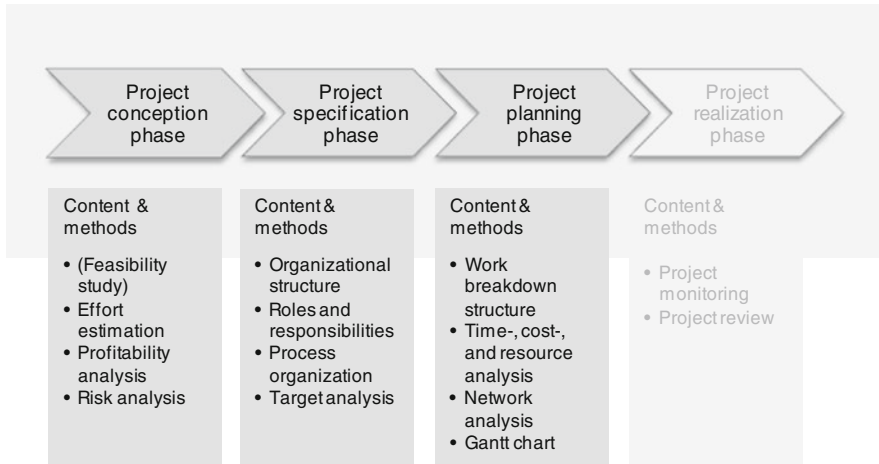 Project
conception
phase
Project
specification
phase
Project
planning
phase
Project
realization
phase
Content &
methods
• (Feasibility
study)
• Effort
estimation
• Profitability
analysis
• Risk analysis
Content &
methods
• Organizational
structure
• Roles and
responsibilities
• Process
organization
• Target analysis
Content &
methods
• Work
breakdown
structure
• Time-, cost-,
and resource
analysis
• Network
analysis
• Gantt chart
Content &
methods
• Project
monitoring
• Project review